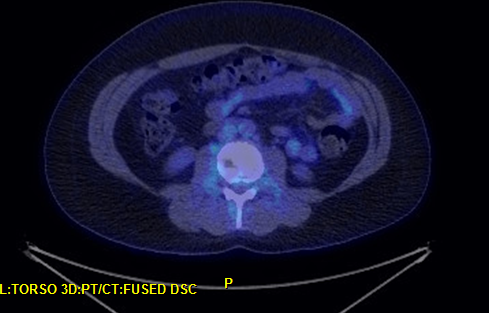 P
L:TORSO 3D:PT/CT:FUSED DSC